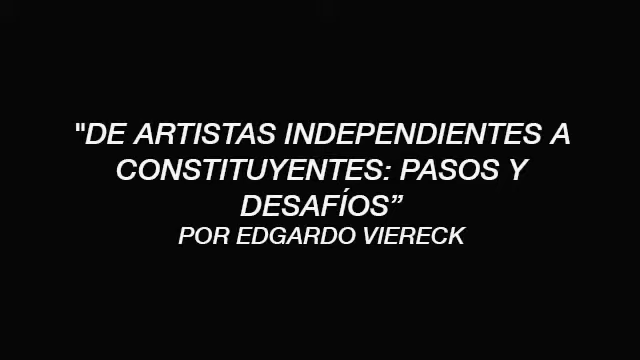 "DE ARTISTAS INDEPENDIENTES A
CONSTITUYENTES: PASOS Y
DESAFÍOS”
POR EDGARDO VIERECK